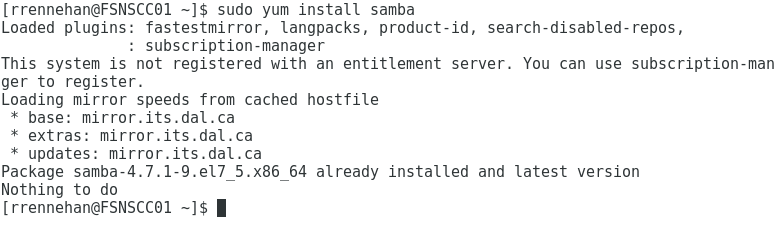 [rrennehan@FSNSCC01 ~]$ sudo yum install samba
Loaded plugins: fastestmirror, langpacks, product-id, search-disabled-repos,
              : subscription-manager
This system is not registered with an entitlement server. You can use subscription-man
ger to register.
Loading mirror speeds from cached hostfile
 * base: mirror.its.dal.ca
 * extras: mirror.its.dal.ca
 * updates: mirror.its.dal.ca
Package samba-4.7.1-9.el7_5.x86_64 already installed and latest version
Nothing to do
[rrennehan@FSNSCC01 ~]$